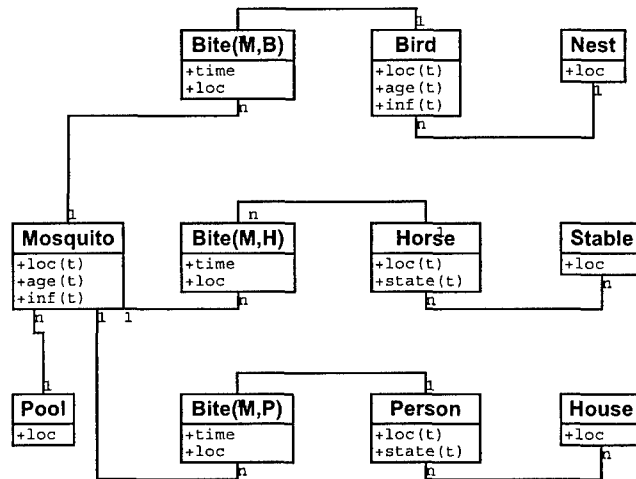 1
Bite(M,B)
+time
+loc
n
Bird
+loc(t)
+age(t)
+inf(t)
n
Nest
+loc
1
1
n
Mosquito
+loc(t)
+age(t)
+inf(t)
n
1
1
Bite(M,H)
+time
+loc
n
1
Horse
+loc(t)
+state(t)
n
Stable
+loc
n
1
Pool
+loc
Bite(M,P)
+time
+loc
n
1
Person
+loc(t)
+state(t)
n
House
+loc
n